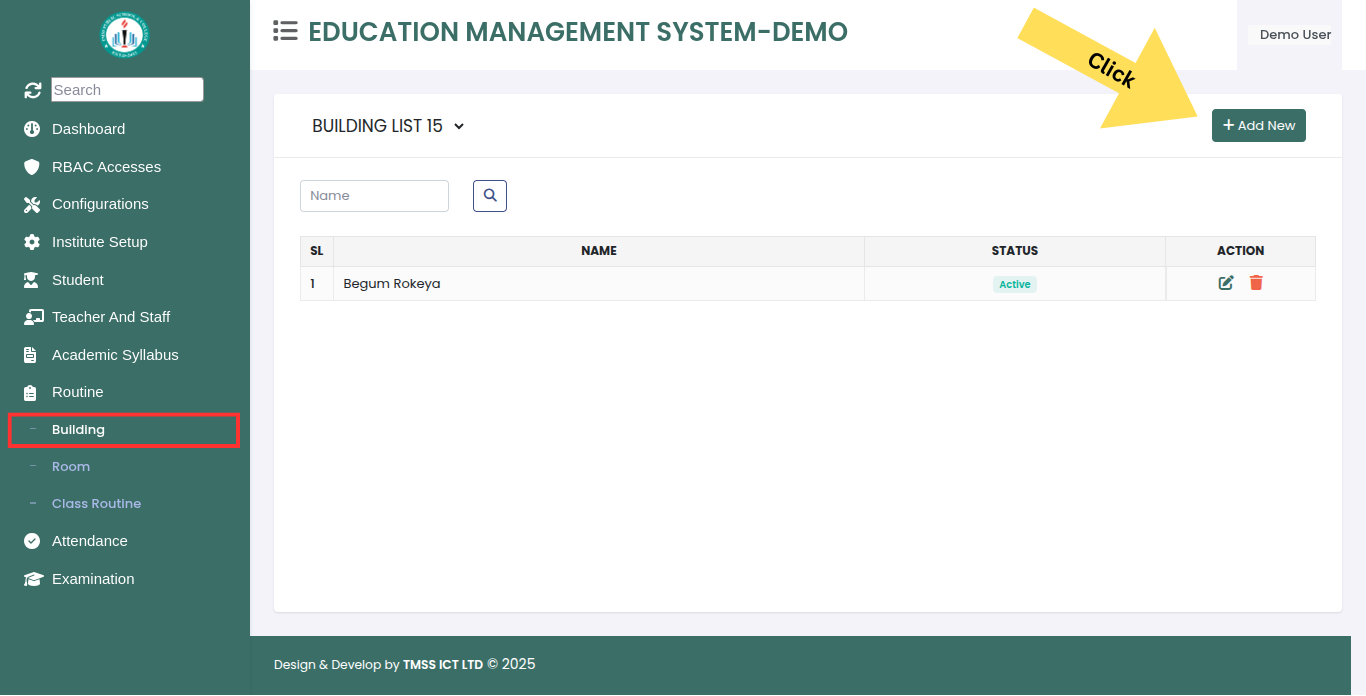 EDUCATION MANAGEMENT SYSTEM-DEMO
Demo User
Click
Search
Dashboard
RBAC Accesses
Configurations
Institute Setup
Student
Teacher And Staff
Academic Syllabus
Routine
Building
Room
Class Routine
Attendance
Examination
BUILDING LIST 15
+ Add New
Name
SL NAME STATUS ACTION
1 Begum Rokeya Active
Design & Develop by TMSS ICT LTD © 2025